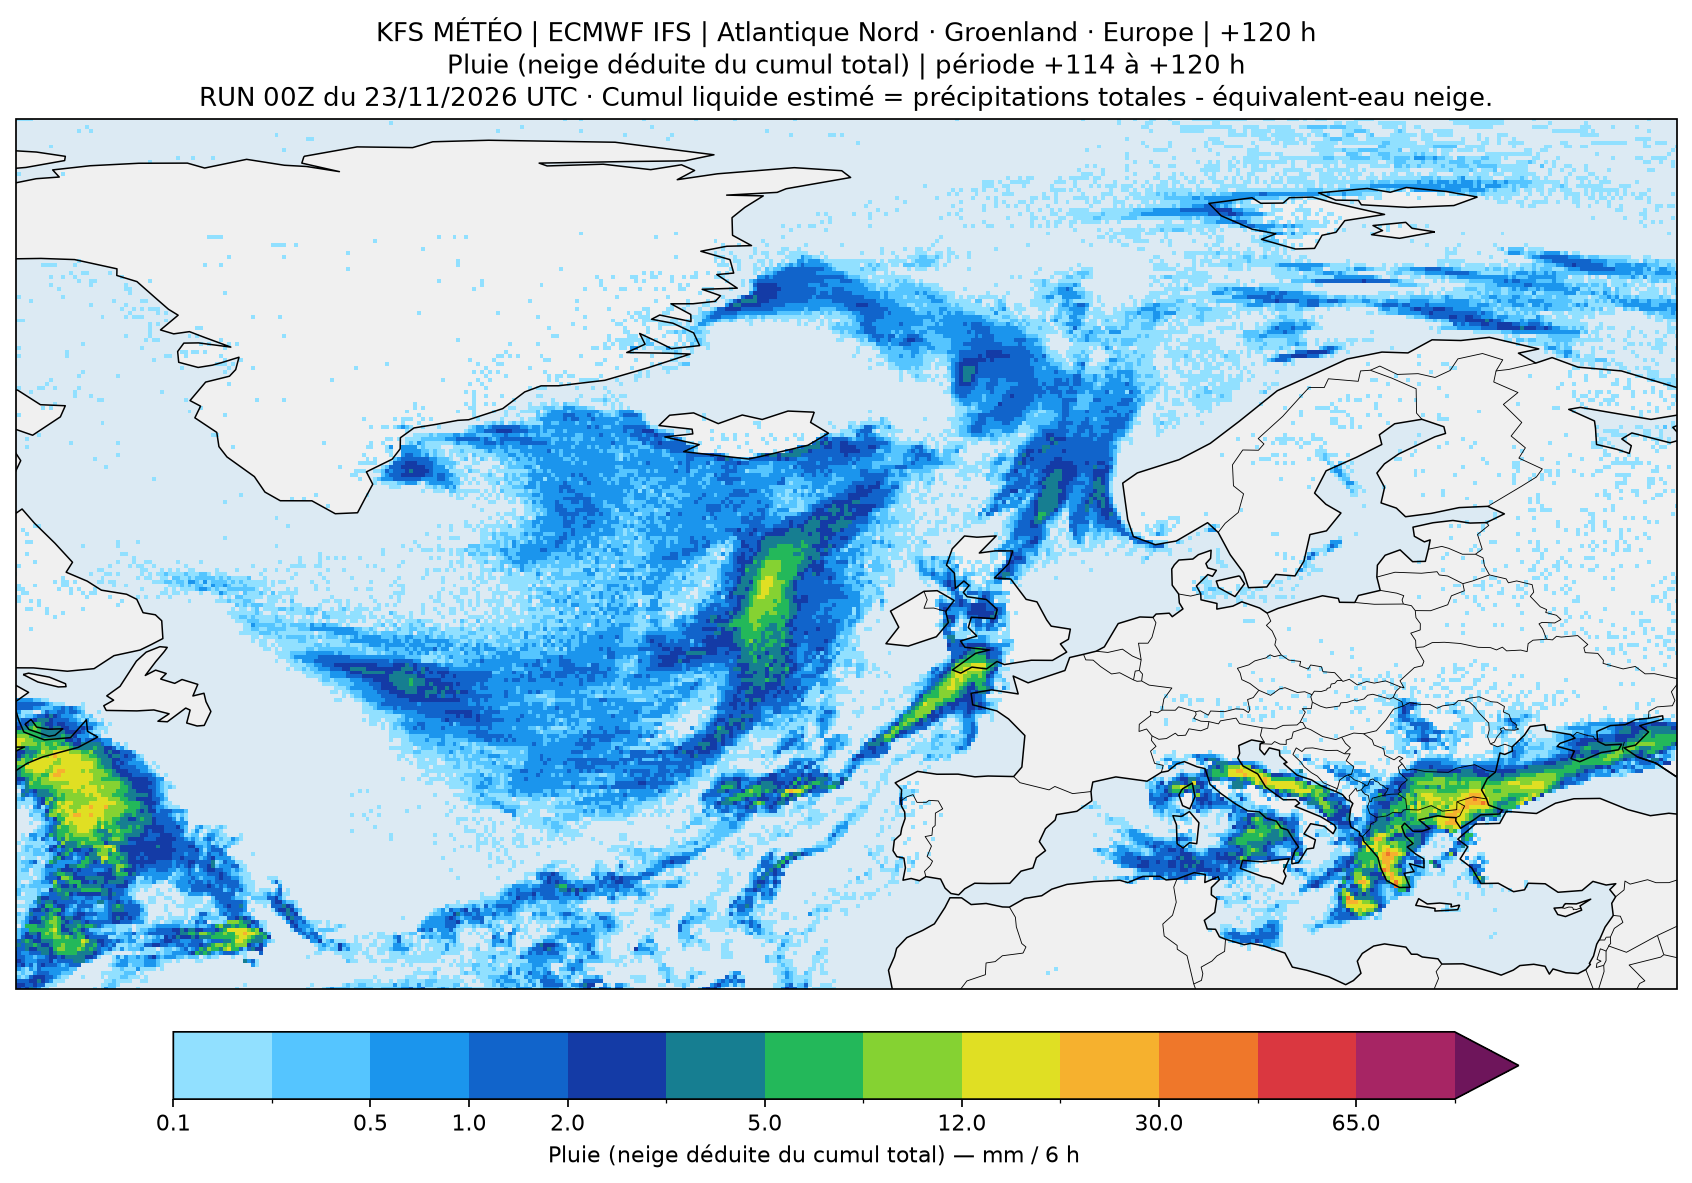 KFS MÉTÉO | ECMWF IFS | Atlantique Nord · Groenland · Europe | +120 h
Pluie (neige déduite du cumul total) | période +114 à +120 h
RUN 00Z du 23/11/2026 UTC · Cumul liquide estimé = précipitations totales - équivalent-eau neige.
0.1 0.5 1.0 2.0 5.0 12.0 30.0 65.0
Pluie (neige déduite du cumul total) — mm / 6 h